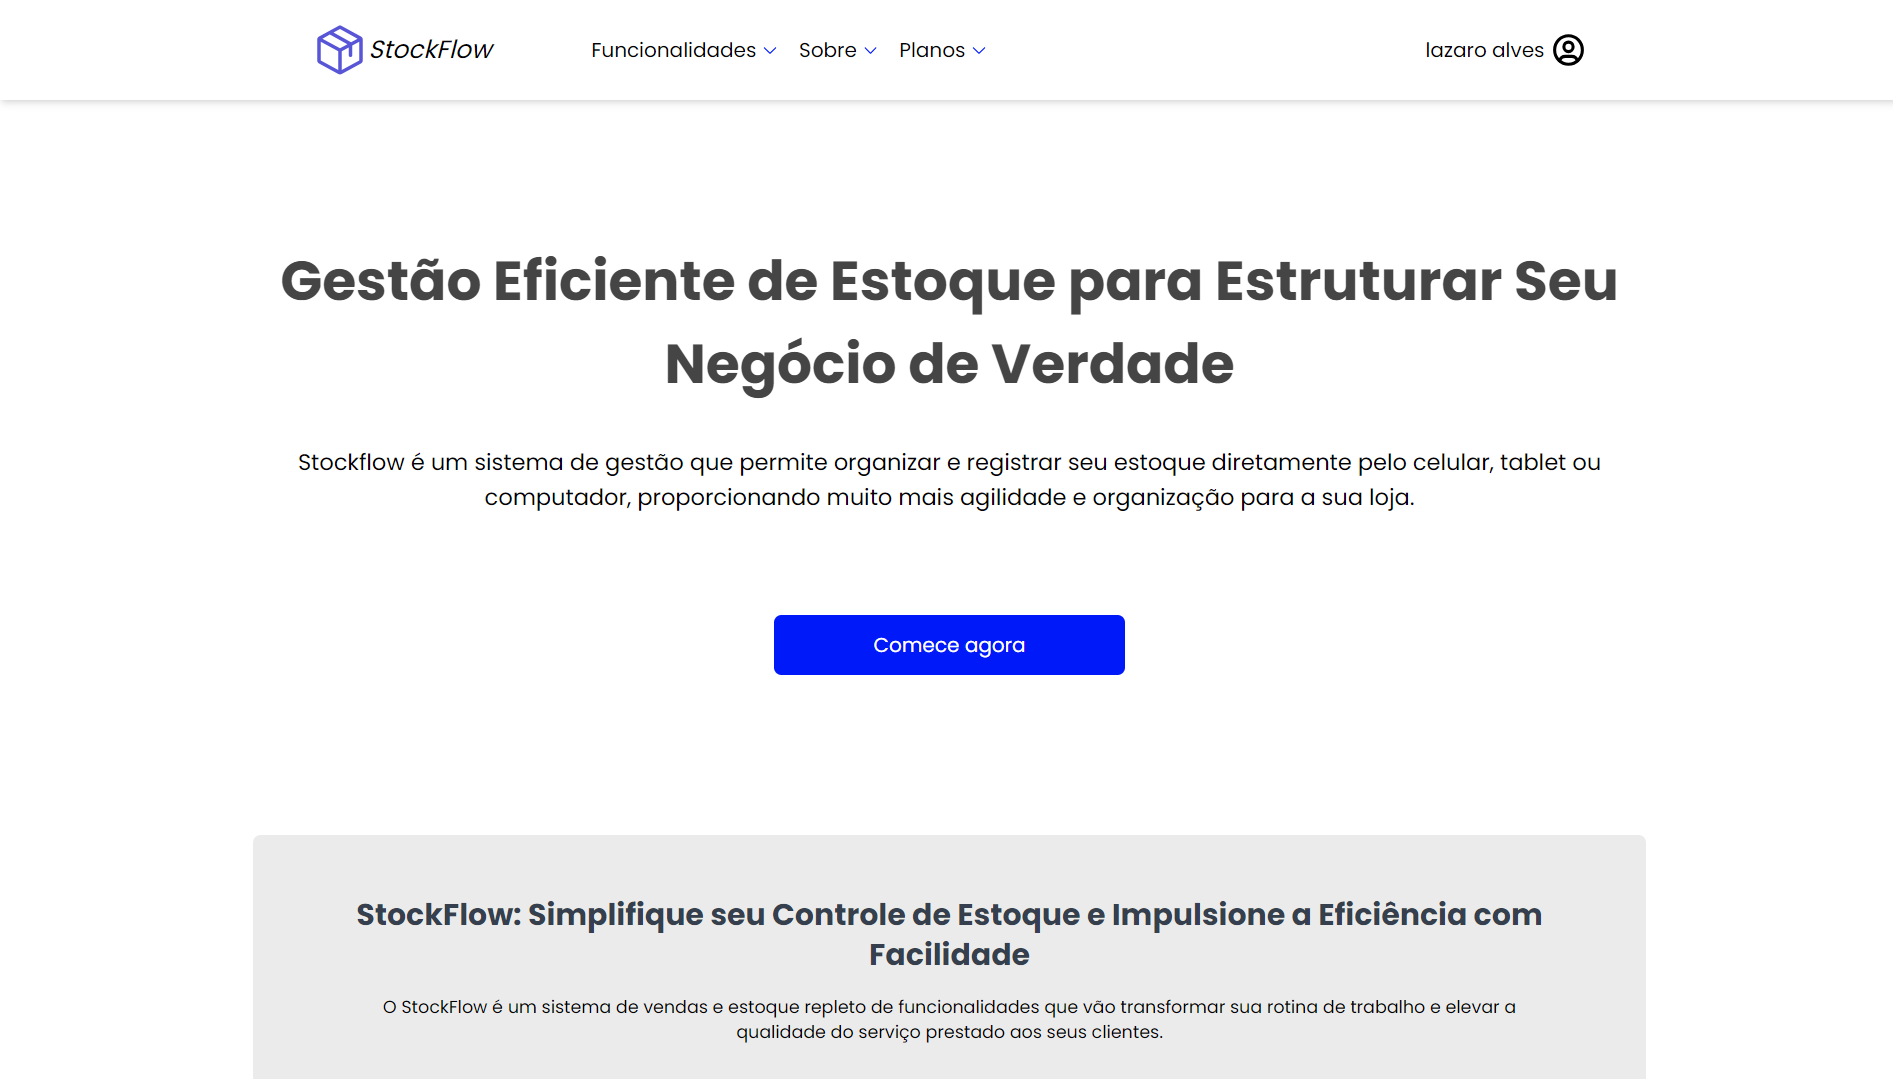 StockFlow
Funcionalidades
Sobre
Planos
lazaro alves
Gestão Eficiente de Estoque para Estruturar Seu
Negócio de Verdade
Stockflow é um sistema de gestão que permite organizar e registrar seu estoque diretamente pelo celular, tablet ou
computador, proporcionando muito mais agilidade e organização para a sua loja.
Comece agora
StockFlow: Simplifique seu Controle de Estoque e Impulsione a Eficiência com
Facilidade
O StockFlow é um sistema de vendas e estoque repleto de funcionalidades que vão transformar sua rotina de trabalho e elevar a
qualidade do serviço prestado aos seus clientes.